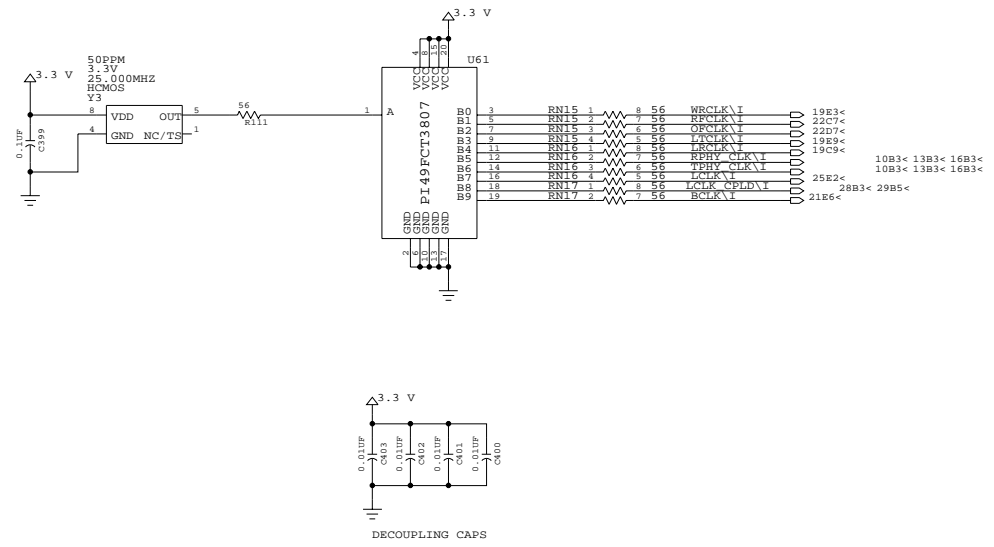 3.3 V
4 8 15 20
VCC VCC VCC VCC
U61
50PPM
3.3V
25.000MHZ
HCMOS
Y3
3.3 V
8 VDD OUT 5
4 GND NC/TS 1
0.1UF C399
56
R111
1 A
PI49FCT3807
B0 3 RN15 1 8 56 WRCLK\I 19E3<
B1 5 RN15 2 7 56 RFCLK\I 22C7<
B2 7 RN15 3 6 56 OFCLK\I 22D7<
B3 9 RN15 4 5 56 LTCLK\I 19E9<
B4 11 RN16 1 8 56 LRCLK\I 19C9<
B5 12 RN16 2 7 56 RPHY_CLK\I 10B3< 13B3< 16B3<
B6 14 RN16 3 6 56 TPHY_CLK\I 10B3< 13B3< 16B3<
B7 16 RN16 4 5 56 LCLK\I 25E2<
B8 18 RN17 1 8 56 LCLK_CPLD\I 28B3< 29B5<
B9 19 RN17 2 7 56 BCLK\I 21E6<
GND GND GND GND GND
2 6 10 13 17
3.3 V
0.01UF C403
0.01UF C402
0.01UF C401
0.01UF C400
DECOUPLING CAPS